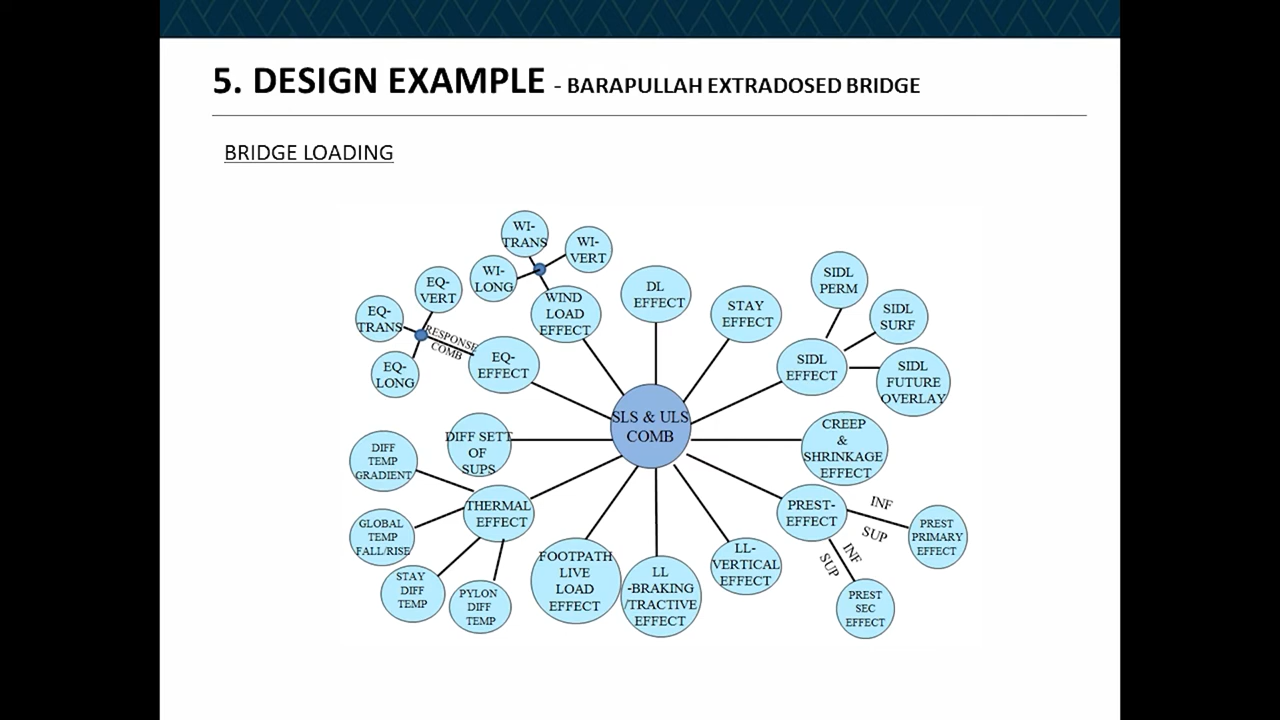 5. DESIGN EXAMPLE - BARAPULLAH EXTRADOSED BRIDGE
BRIDGE LOADING
WI-
TRANS
WI-
VERT
WI-
LONG
WIND
LOAD
EFFECT
EQ-
VERT
EQ-
TRANS
EQ-
LONG
RESPONSE
COMB
EQ-
EFFECT
DL
EFFECT
STAY
EFFECT
SIDL
PERM
SIDL
SURF
SIDL
EFFECT
SIDL
FUTURE
OVERLAY
SLS & ULS
COMB
DIFF SETT
OF
SUPS
CREEP
&
SHRINKAGE
EFFECT
DIFF
TEMP
GRADIENT
THERMAL
EFFECT
GLOBAL
TEMP
FALL/RISE
STAY
DIFF
TEMP
PYLON
DIFF
TEMP
FOOTPATH
LIVE
LOAD
EFFECT
LL
-BRAKING
/TRACTIVE
EFFECT
LL-
VERTICAL
EFFECT
PREST-
EFFECT
INF
SUP
PREST
PRIMARY
EFFECT
INF
SUP
PREST
SEC
EFFECT